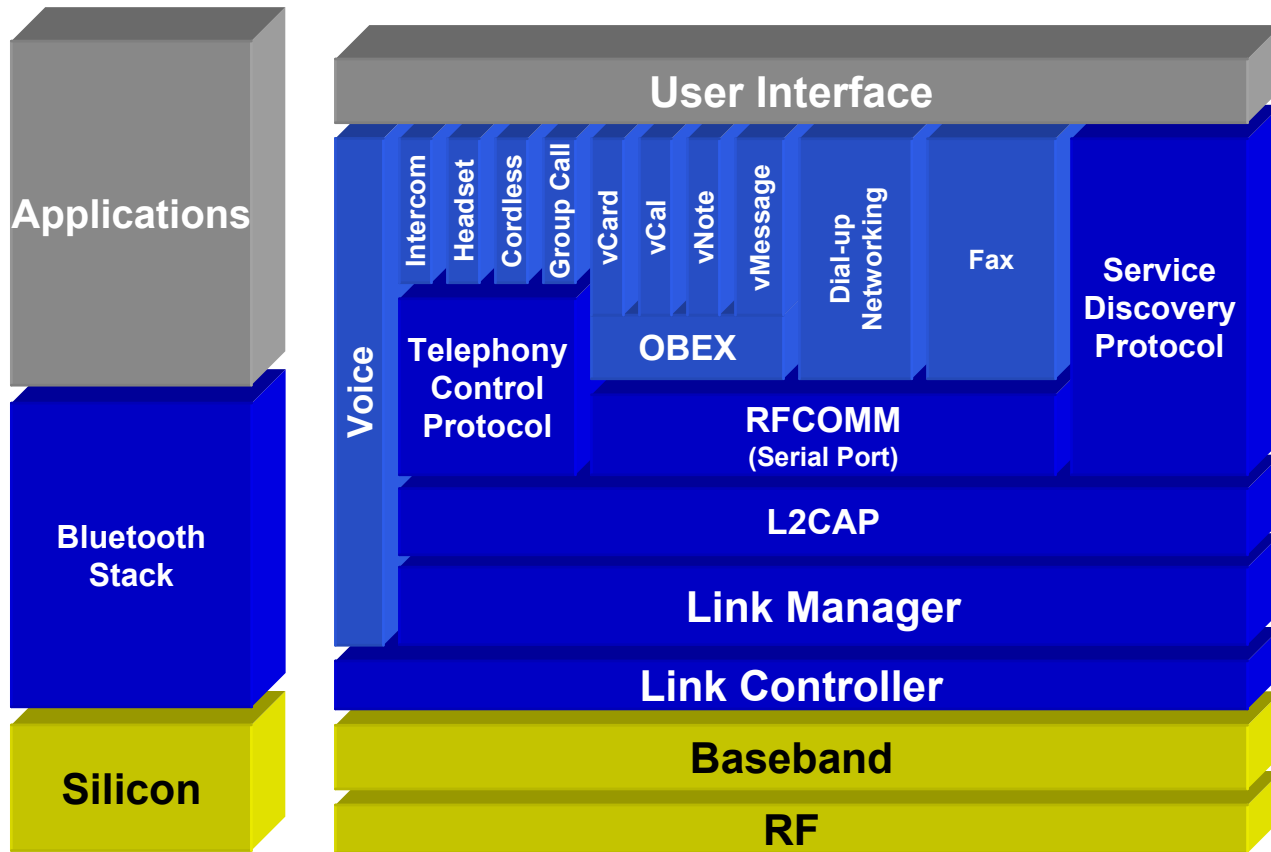 Applications
Bluetooth
Stack
Silicon
User Interface
Voice
Intercom
Headset
Cordless
Group Call
vCard
vCal
vNote
vMessage
Dial-up
Networking
Fax
Service
Discovery
Protocol
Telephony
Control
Protocol
OBEX
RFCOMM
(Serial Port)
L2CAP
Link Manager
Link Controller
Baseband
RF